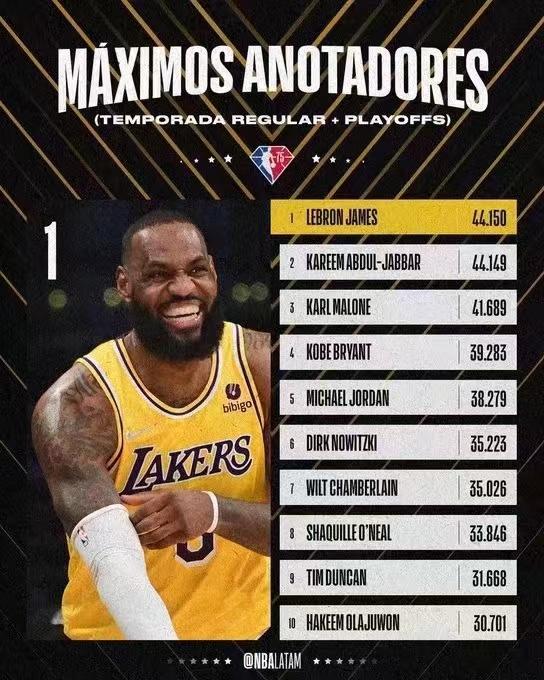 MÁXIMOS ANOTADORES
(TEMPORADA REGULAR + PLAYOFFS)
75
1
1 LEBRON JAMES 44.150
2 KAREEM ABDUL-JABBAR 44.149
3 KARL MALONE 41.689
4 KOBE BRYANT 39.283
5 MICHAEL JORDAN 38.279
6 DIRK NOWITZKI 35.223
7 WILT CHAMBERLAIN 35.026
8 SHAQUILLE O'NEAL 33.846
9 TIM DUNCAN 31.668
10 HAKEEM OLAJUWON 30.701
bibigo
LAKERS
@NBALATAM